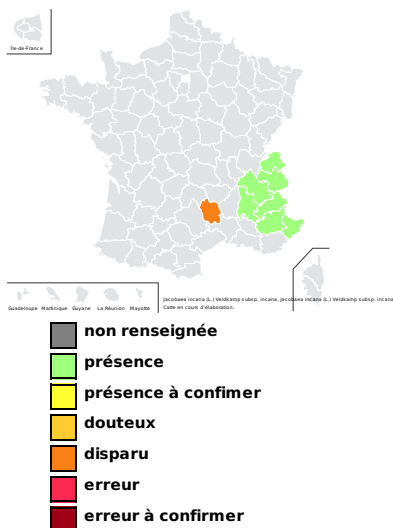 Île-de-France
Guadeloupe Martinique Guyane La Réunion Mayotte
Jacobaea incana (L.) Veldkamp subsp. incana, Jacobaea incana (L.) Veldkamp subsp. incana
Carte en cours d'élaboration.
non renseignée
présence
présence à confimer
douteux
disparu
erreur
erreur à confirmer